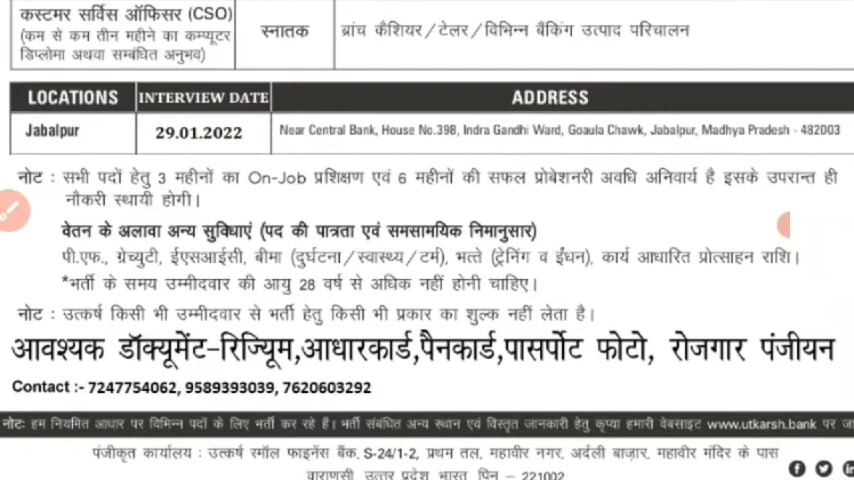 कस्टमर सर्विस ऑफिसर (CSO)
(कम से कम तीन महीने का कम्प्यूटर
डिप्लोमा अथवा सम्बंधित अनुभव)
स्नातक
ब्रांच कैशियर/टेलर/विभिन्न बैंकिंग उत्पाद परिचालन
LOCATIONS INTERVIEW DATE ADDRESS
Jabalpur 29.01.2022 Near Central Bank, House No.398, Indra Gandhi Ward, Goaula Chawk, Jabalpur, Madhya Pradesh - 482003
नोट : सभी पदों हेतु 3 महीनों का On-Job प्रशिक्षण एवं 6 महीनों की सफल प्रोबेशनरी अवधि अनिवार्य है इसके उपरान्त ही
नौकरी स्थायी होगी।
वेतन के अलावा अन्य सुविधाएं (पद की पात्रता एवं समसामयिक निमानुसार)
पी.एफ., ग्रेच्युटी, ईएसआईसी, बीमा (दुर्घटना/स्वास्थ्य/टर्म), भत्ते (ट्रेनिंग व ईंधन), कार्य आधारित प्रोत्साहन राशि।
*भर्ती के समय उम्मीदवार की आयु 28 वर्ष से अधिक नहीं होनी चाहिए।
नोट : उत्कर्ष किसी भी उम्मीदवार से भर्ती हेतु किसी भी प्रकार का शुल्क नहीं लेता है।
आवश्यक डॉक्यूमेंट-रिज्यूम,आधारकार्ड,पैनकार्ड,पासर्पोट फोटो, रोजगार पंजीयन
Contact :- 7247754062, 9589393039, 7620603292
नोट: हम नियमित आधार पर विभिन्न पदों के लिए भर्ती कर रहे हैं। भर्ती संबंधित अन्य स्थान एवं विस्तृत जानकारी हेतु कृप्या हमारी वेबसाइट www.utkarsh.bank पर जा
पंजीकृत कार्यालय : उत्कर्ष स्मॉल फाइनेंस बैंक, S-24/1-2, प्रथम तल, महावीर नगर, अर्दली बाज़ार, महावीर मंदिर के पास
वाराणसी उत्तर प्रदेश भारत पिन – 221002